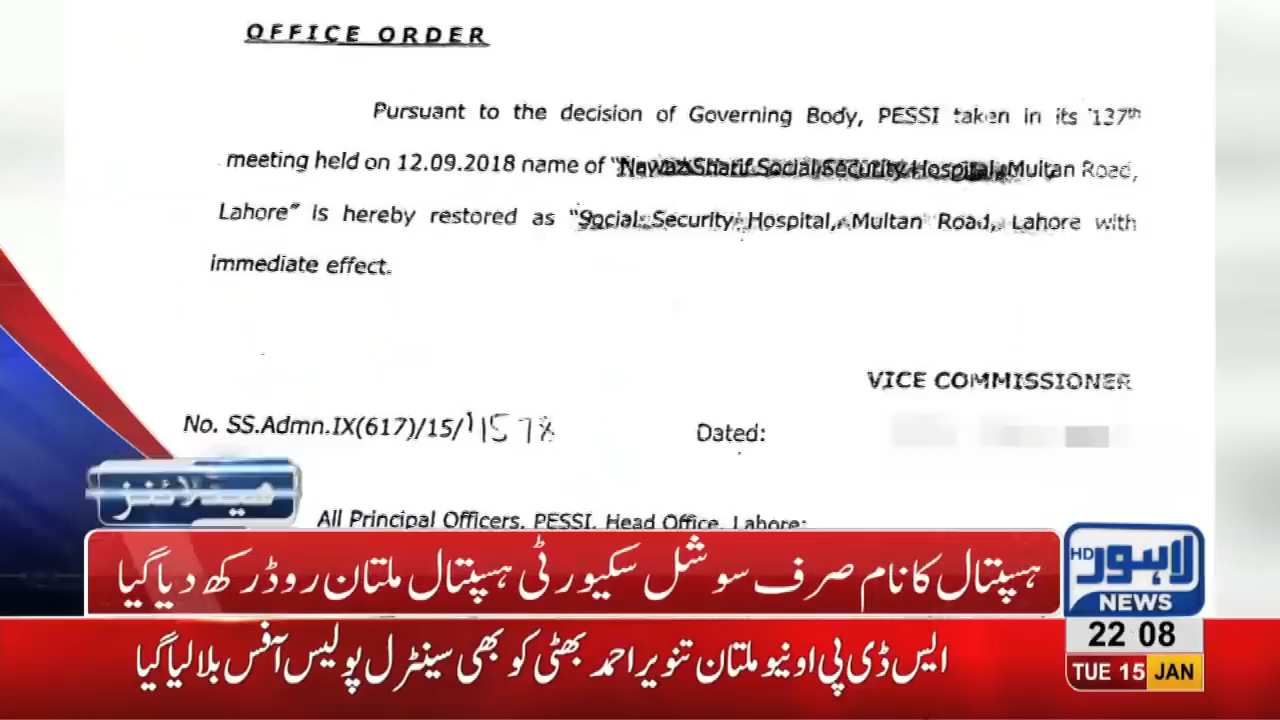 OFFICE ORDER
Pursuant to the decision of Governing Body, PESSI taken in its 137th
meeting held on 12.09.2018 name of "Nawaz Sharif Social Security Hospital, Multan Road,
Lahore" is hereby restored as "Social Security Hospital, Multan Road, Lahore with
immediate effect.
VICE COMMISSIONER
No. SS.Admn.IX(617)/15/11578
Dated:
ہیڈلائنز
All Principal Officers, PESSI, Head Office, Lahore:
ہسپتال کا نام صرف سوشل سکیورٹی ہسپتال ملتان روڈ رکھ دیا گیا
HD لاہور
NEWS
ایس ڈی پی او نیو ملتان تنویر احمد بھٹی کو بھی سینٹرل پولیس آفس بلا لیا گیا
22 08
TUE 15 JAN